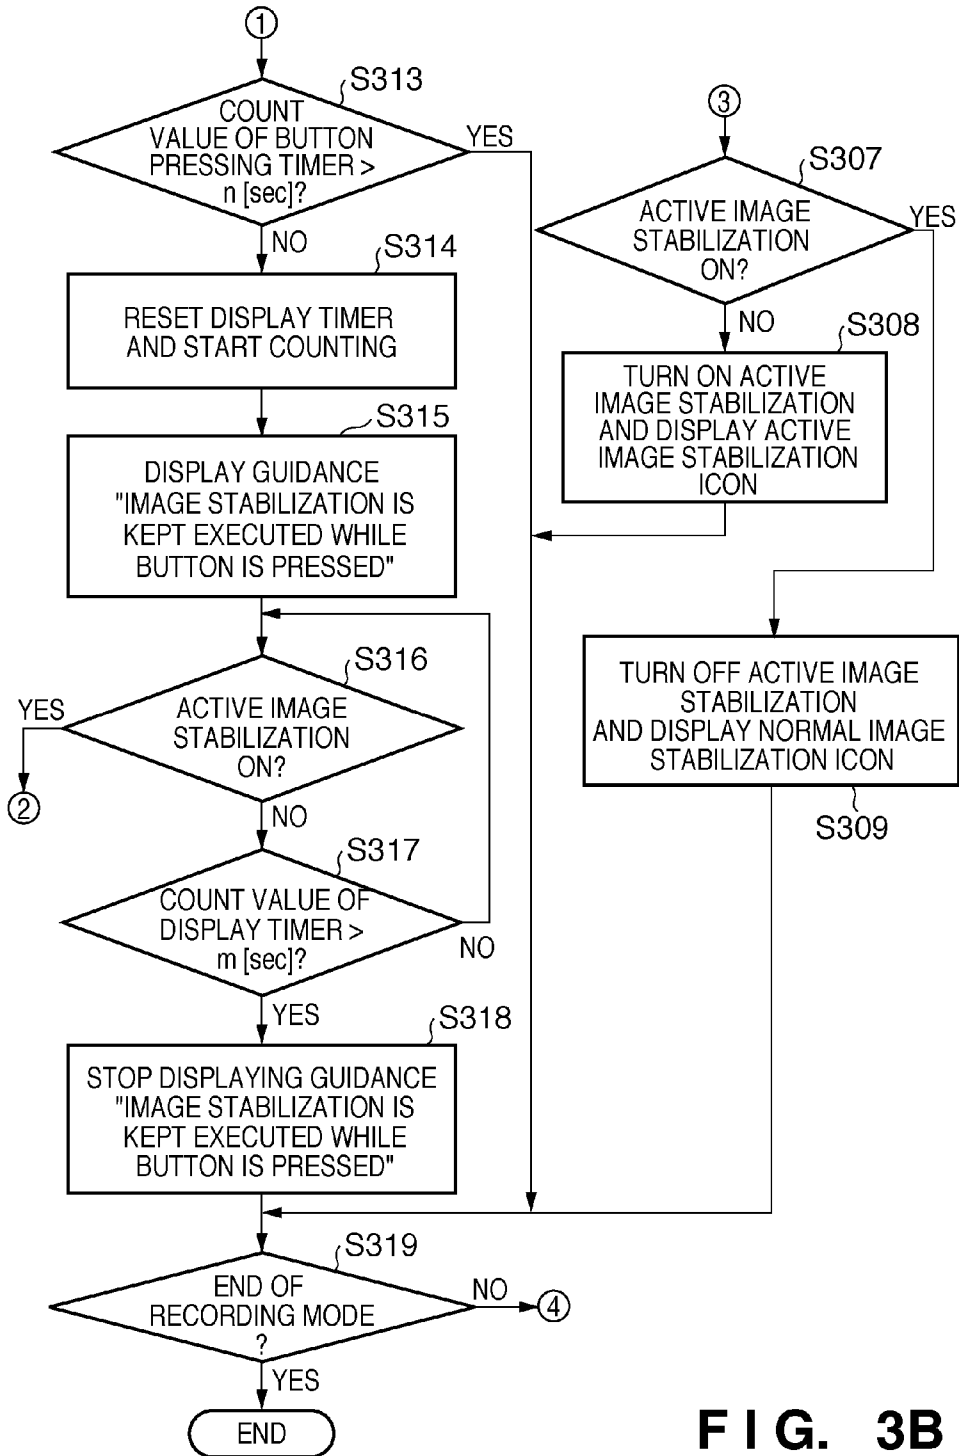 1
S313
COUNT
VALUE OF BUTTON
PRESSING TIMER >
n [sec]?
YES
NO
S314
RESET DISPLAY TIMER
AND START COUNTING
S315
DISPLAY GUIDANCE
"IMAGE STABILIZATION IS
KEPT EXECUTED WHILE
BUTTON IS PRESSED"
S316
ACTIVE IMAGE
STABILIZATION
ON?
YES
2
NO
S317
COUNT VALUE OF
DISPLAY TIMER >
m [sec]?
NO
YES
S318
STOP DISPLAYING GUIDANCE
"IMAGE STABILIZATION IS
KEPT EXECUTED WHILE
BUTTON IS PRESSED"
S319
END OF
RECORDING MODE
?
NO
4
YES
END
3
S307
ACTIVE IMAGE
STABILIZATION
ON?
YES
NO
S308
TURN ON ACTIVE
IMAGE STABILIZATION
AND DISPLAY ACTIVE
IMAGE STABILIZATION
ICON
TURN OFF ACTIVE IMAGE
STABILIZATION
AND DISPLAY NORMAL IMAGE
STABILIZATION ICON
S309
FIG. 3B